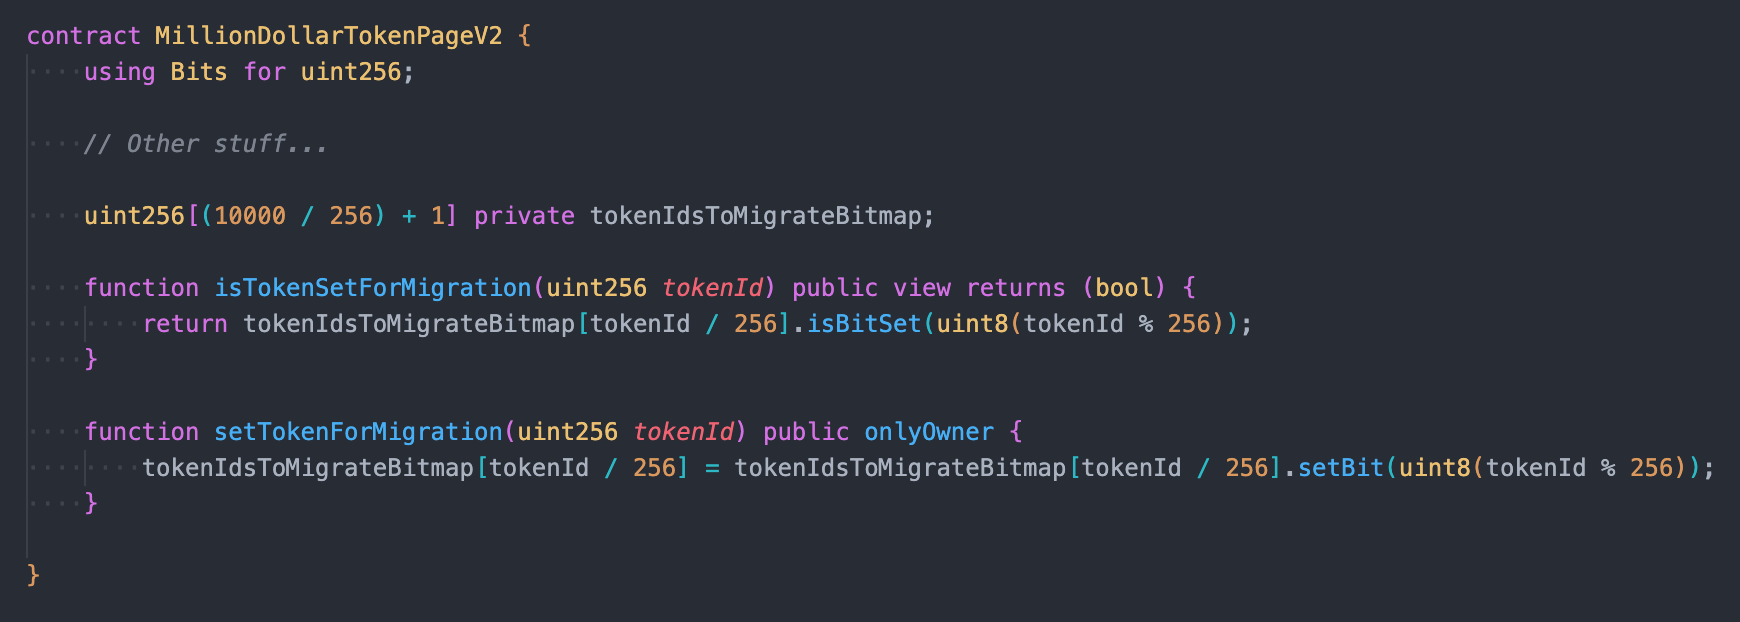 contract MillionDollarTokenPageV2 {
    using Bits for uint256;
    // Other stuff...
    uint256[(10000 / 256) + 1] private tokenIdsToMigrateBitmap;
    function isTokenSetForMigration(uint256 tokenId) public view returns (bool) {
        return tokenIdsToMigrateBitmap[tokenId / 256].isBitSet(uint8(tokenId % 256));
    }
    function setTokenForMigration(uint256 tokenId) public onlyOwner {
        tokenIdsToMigrateBitmap[tokenId / 256] = tokenIdsToMigrateBitmap[tokenId / 256].setBit(uint8(tokenId % 256));
    }
}